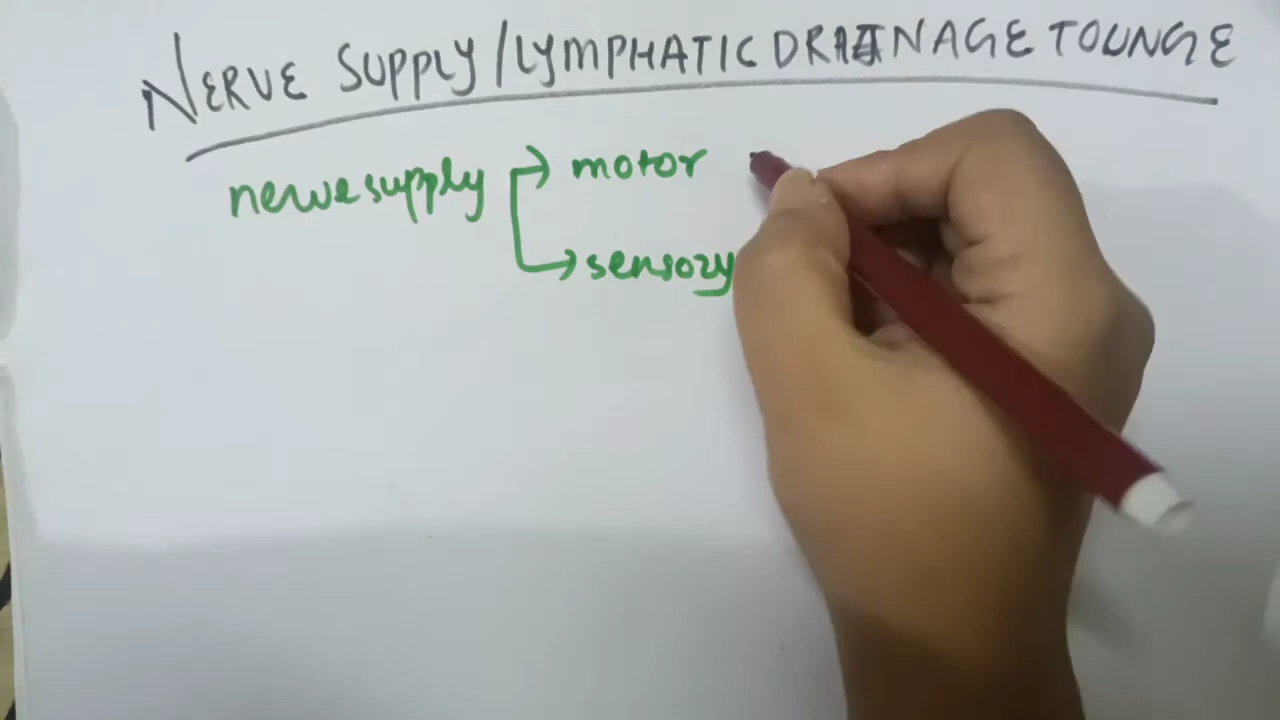 NERVE SUPPLY/LYMPHATIC DRAINAGE TOUNGE
nerve supply → motor
→ sensory